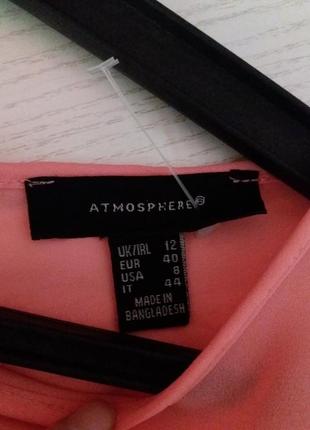 ATMOSPHERE
UK/IRL 12
EUR 40
USA 8
IT 44
MADE IN
BANGLADESH